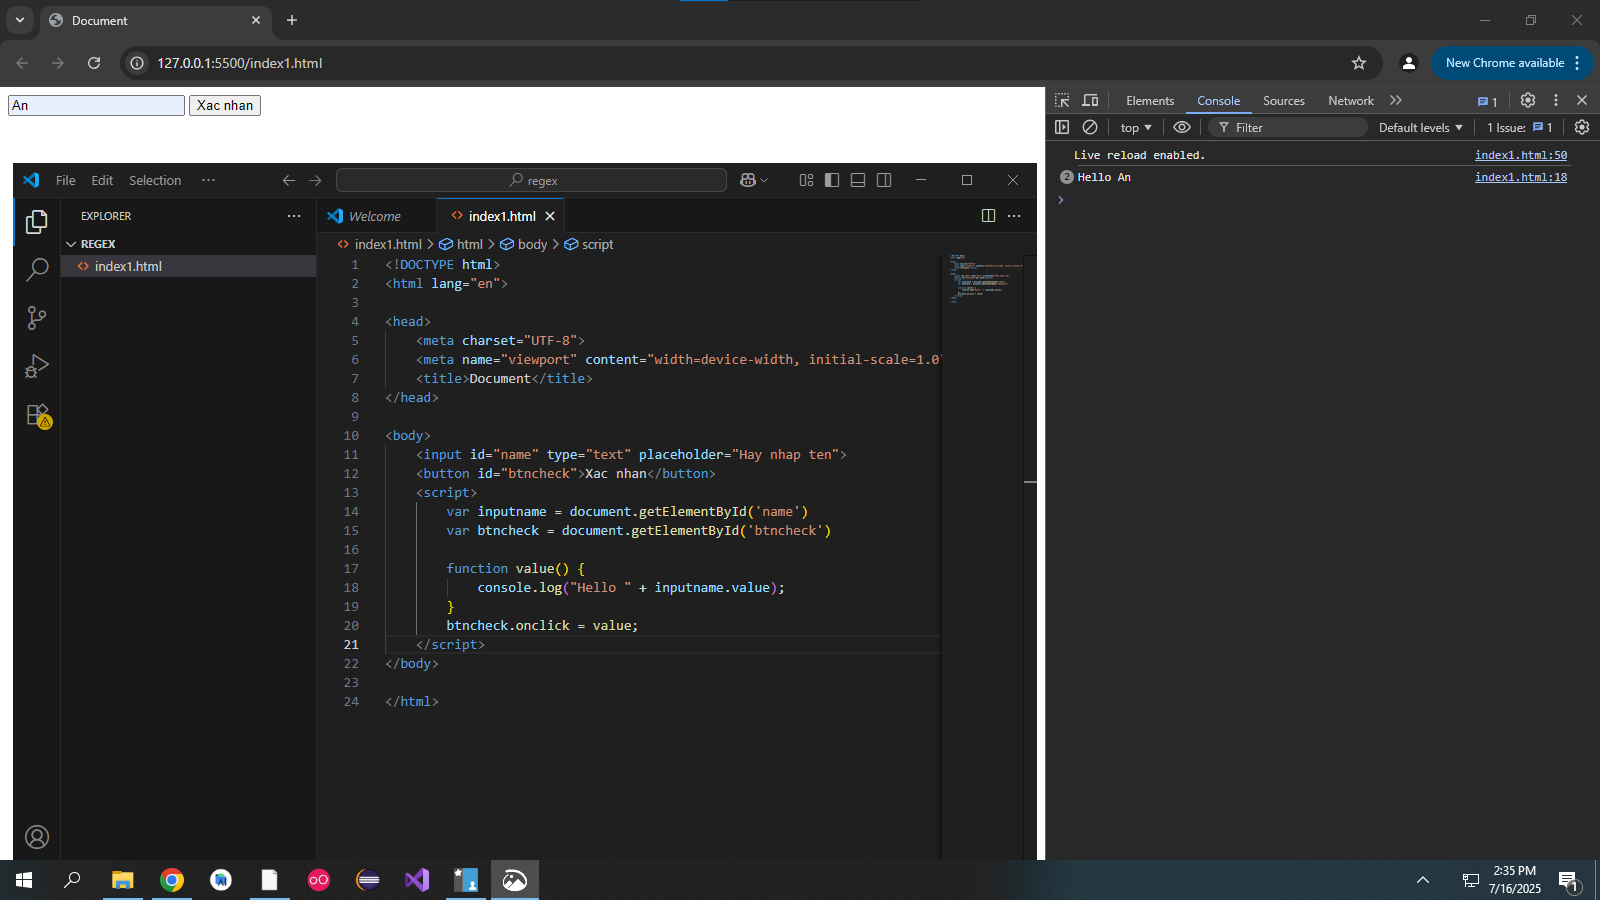 Document
127.0.0.1:5500/index1.html
New Chrome available
An
Xac nhan
Elements
Console
Sources
Network
1
top
Filter
Default levels
1 Issue:
1
Live reload enabled.
index1.html:50
2
Hello An
index1.html:18
File
Edit
Selection
regex
EXPLORER
REGEX
index1.html
Welcome
index1.html
index1.html
html
body
script
1 <!DOCTYPE html>
2 <html lang="en">
3
4 <head>
5 <meta charset="UTF-8">
6 <meta name="viewport" content="width=device-width, initial-scale=1.0
7 <title>Document</title>
8 </head>
9
10 <body>
11 <input id="name" type="text" placeholder="Hay nhap ten">
12 <button id="btncheck">Xac nhan</button>
13 <script>
14 var inputname = document.getElementById('name')
15 var btncheck = document.getElementById('btncheck')
16
17 function value() {
18 console.log("Hello " + inputname.value);
19 }
20 btncheck.onclick = value;
21 </script>
22 </body>
23
24 </html>
2:35 PM
7/16/2025
1